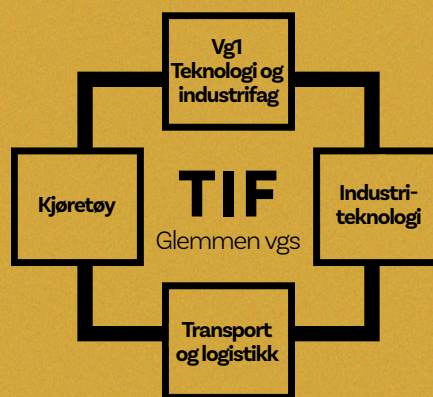 Vg1
Teknologi og
industrifag
Kjøretøy
TIF
Glemmen vgs
Industri-
teknologi
Transport
og logistikk